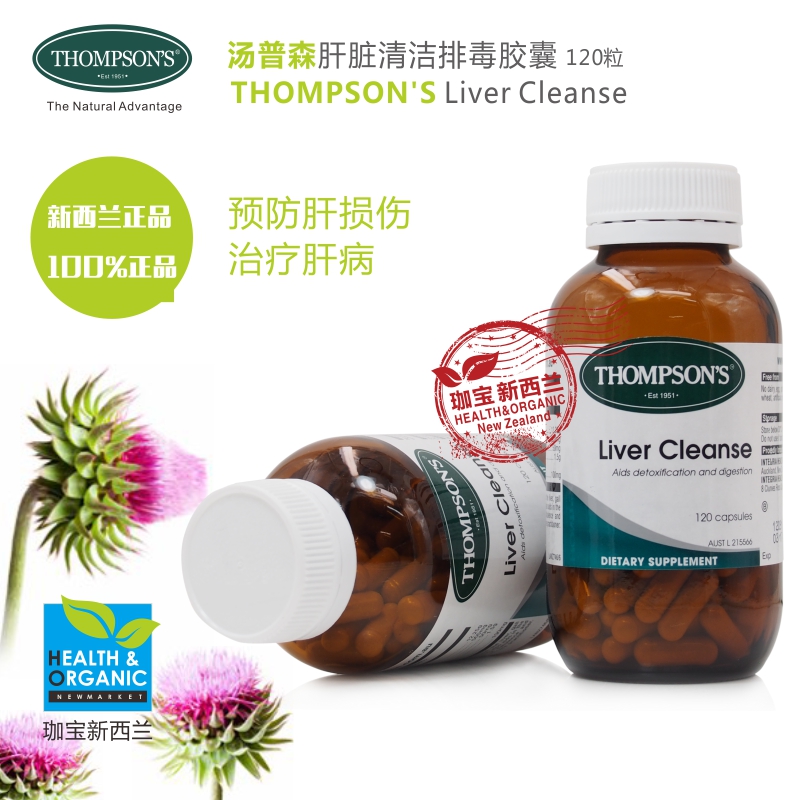 THOMPSON'S®
•Est 1951•
The Natural Advantage
汤普森肝脏清洁排毒胶囊 120粒
THOMPSON'S Liver Cleanse
新西兰正品
100%正品
预防肝损伤
治疗肝病
珈宝新西兰
HEALTH&ORGANIC
New Zealand
THOMPSON'S®
• Est 1951 •
Liver Cleanse
Aids detoxification and digestion
120 capsules
AUST L 215566
DIETARY SUPPLEMENT
Exp
THOMPSON'S
Est 1951
Liver Clean
Aids detoxification
HEALTH &
ORGANIC
NEWMARKET
珈宝新西兰